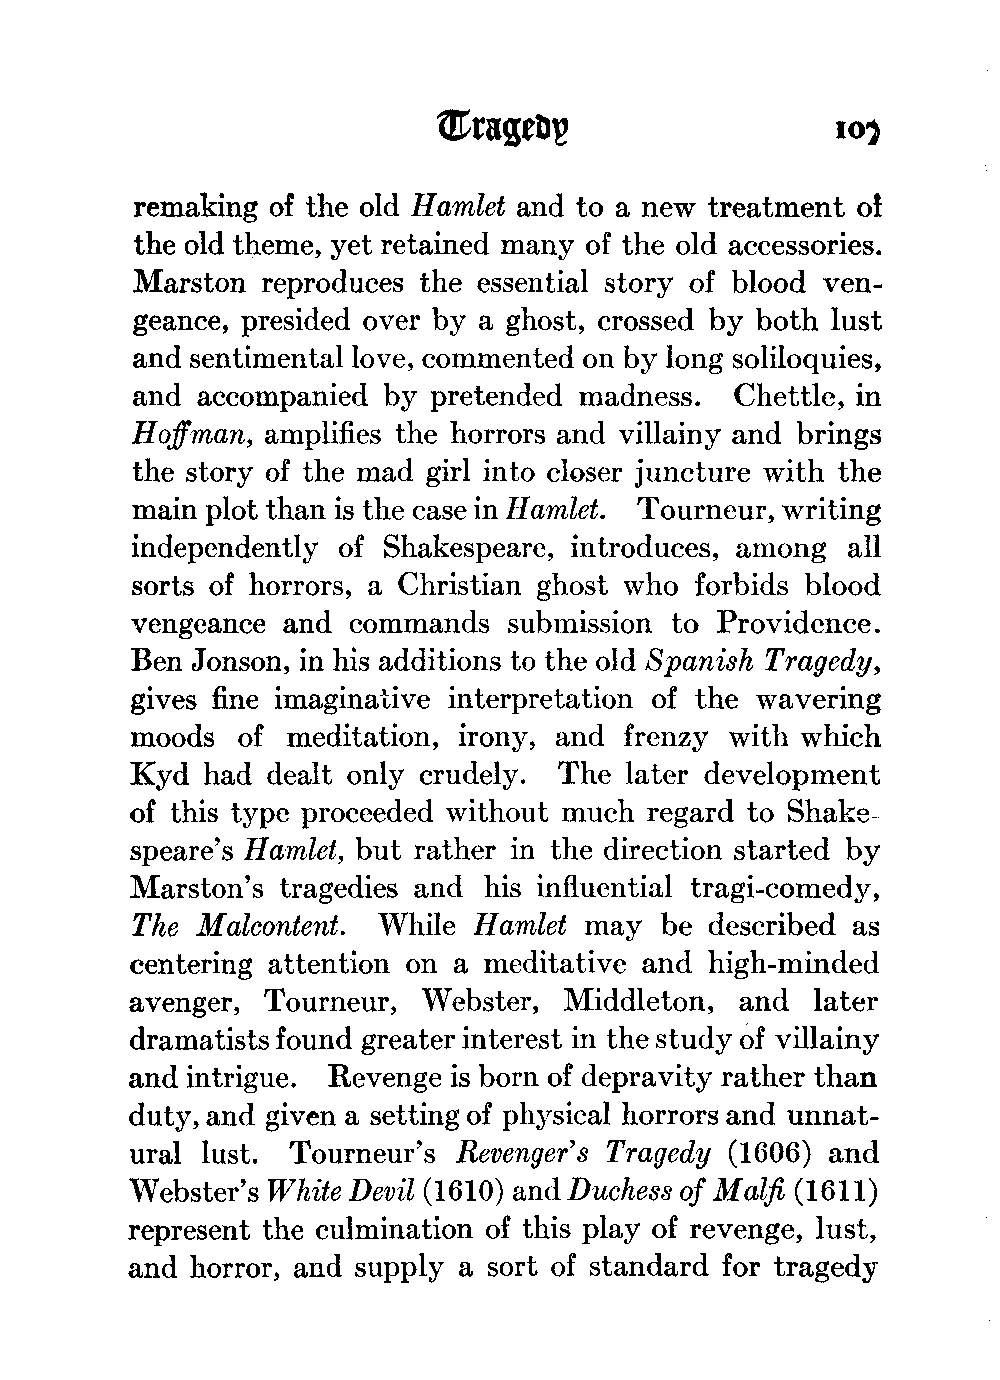 Tragedy 105
remaking of the old Hamlet and to a new treatment of
the old theme, yet retained many of the old accessories.
Marston reproduces the essential story of blood ven-
geance, presided over by a ghost, crossed by both lust
and sentimental love, commented on by long soliloquies,
and accompanied by pretended madness. Chettle, in
Hoffman, amplifies the horrors and villainy and brings
the story of the mad girl into closer juncture with the
main plot than is the case in Hamlet. Tourneur, writing
independently of Shakespeare, introduces, among all
sorts of horrors, a Christian ghost who forbids blood
vengeance and commands submission to Providence.
Ben Jonson, in his additions to the old Spanish Tragedy,
gives fine imaginative interpretation of the wavering
moods of meditation, irony, and frenzy with which
Kyd had dealt only crudely. The later development
of this type proceeded without much regard to Shake-
speare's Hamlet, but rather in the direction started by
Marston's tragedies and his influential tragi-comedy,
The Malcontent. While Hamlet may be described as
centering attention on a meditative and high-minded
avenger, Tourneur, Webster, Middleton, and later
dramatists found greater interest in the study of villainy
and intrigue. Revenge is born of depravity rather than
duty, and given a setting of physical horrors and unnat-
ural lust. Tourneur's Revenger's Tragedy (1606) and
Webster's White Devil (1610) and Duchess of Malfi (1611)
represent the culmination of this play of revenge, lust,
and horror, and supply a sort of standard for tragedy